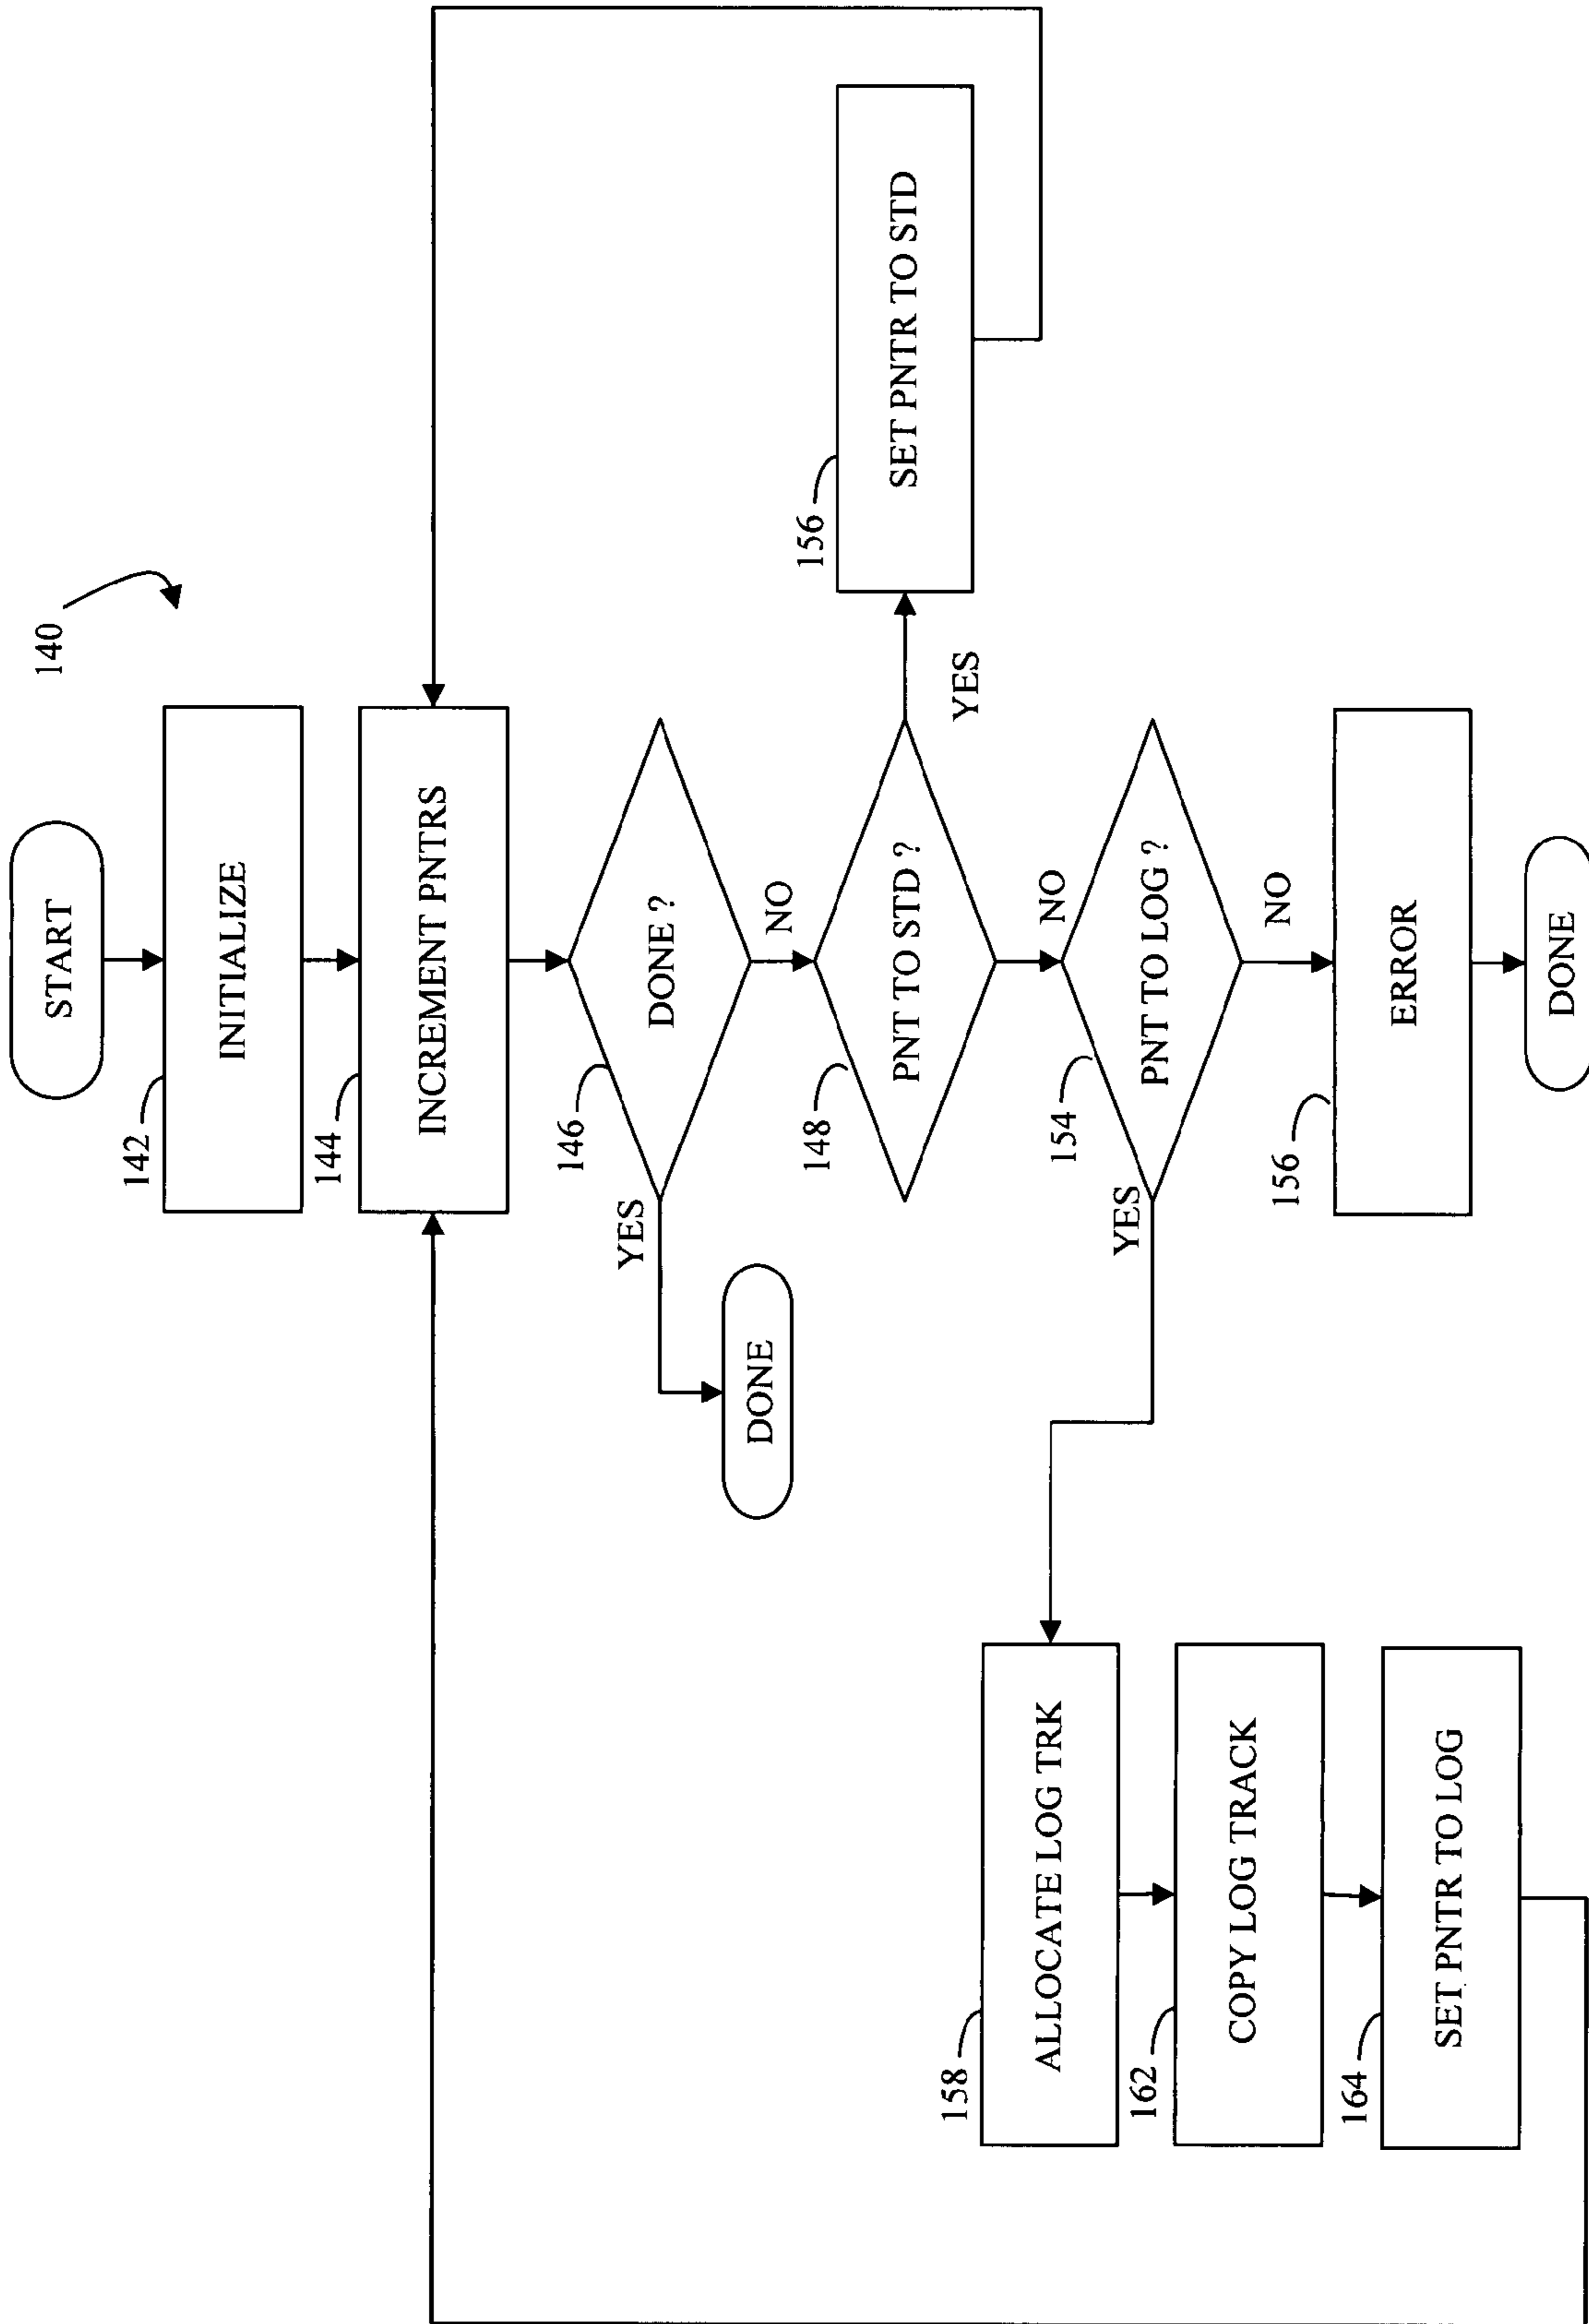 140
START
142
INITIALIZE
144
INCREMENT PNTRS
146
DONE ?
YES
DONE
NO
148
PNT TO STD ?
YES
156
SET PNTR TO STD
NO
154
PNT TO LOG ?
YES
NO
156
ERROR
DONE
158
ALLOCATE LOG TRK
162
COPY LOG TRACK
164
SET PNTR TO LOG